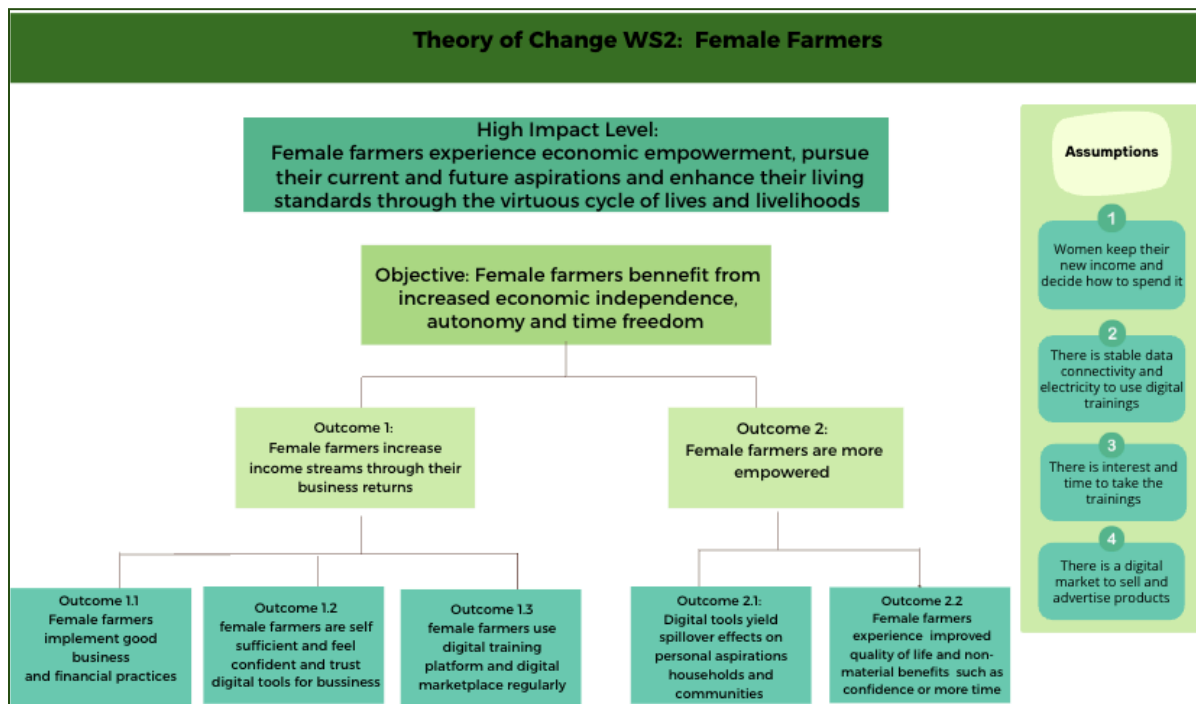 Theory of Change WS2: Female Farmers
High Impact Level:
Female farmers experience economic empowerment, pursue
their current and future aspirations and enhance their living
standards through the virtuous cycle of lives and livelihoods
Objective: Female farmers bennefit from
increased economic independence,
autonomy and time freedom
Outcome 1:
Female farmers increase
income streams through their
business returns
Outcome 2:
Female farmers are more
empowered
Outcome 1.1
Female farmers
implement good
business
and financial practices
Outcome 1.2
female farmers are self
sufficient and feel
confident and trust
digital tools for bussiness
Outcome 1.3
female farmers use
digital training
platform and digital
marketplace regularly
Outcome 2.1:
Digital tools yield
spillover effects on
personal aspirations
households and
communities
Outcome 2.2
Female farmers
experience improved
quality of life and non-
material benefits such as
confidence or more time
Assumptions
1
Women keep their
new income and
decide how to spend it
2
There is stable data
connectivity and
electricity to use digital
trainings
3
There is interest and
time to take the
trainings
4
There is a digital
market to sell and
advertise products